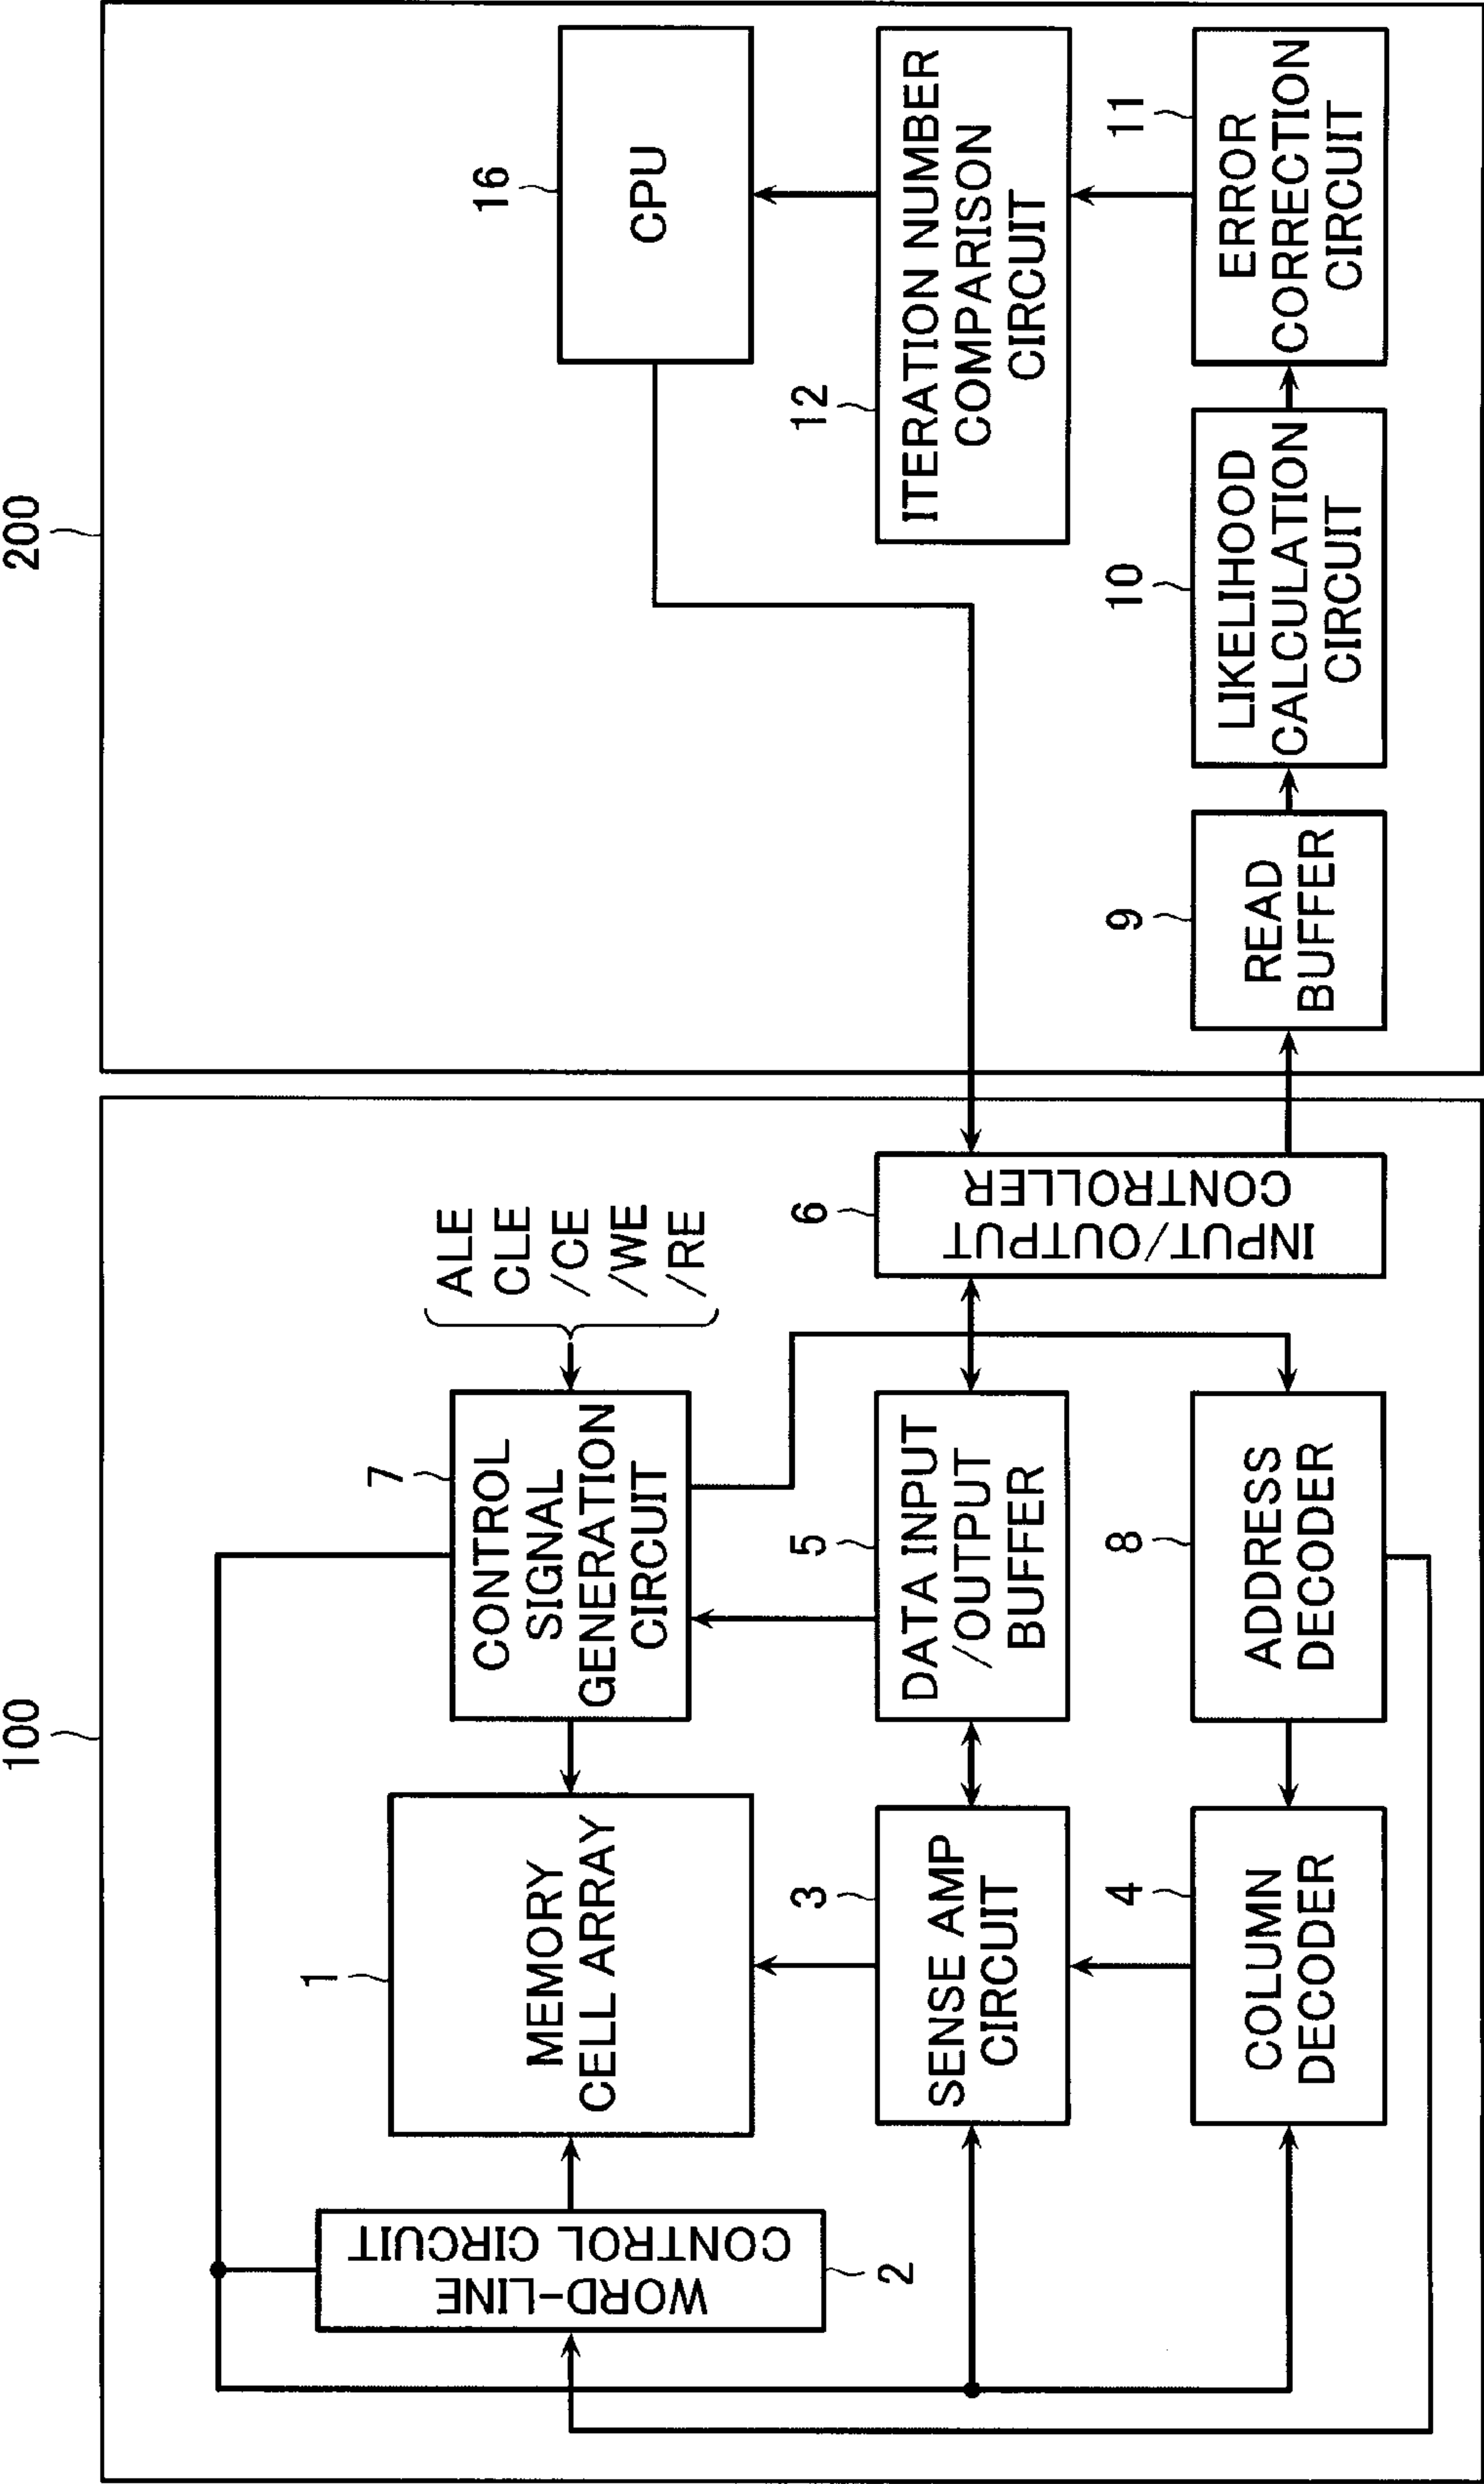 100
200
1
MEMORY
CELL ARRAY
2
WORD-LINE
CONTROL CIRCUIT
7
CONTROL
SIGNAL
GENERATION
CIRCUIT
ALE
CLE
/CE
/WE
/RE
16
CPU
3
SENSE AMP
CIRCUIT
5
DATA INPUT
/OUTPUT
BUFFER
6
INPUT/OUTPUT
CONTROLLER
12
ITERATION NUMBER
COMPARISON
CIRCUIT
4
COLUMN
DECODER
8
ADDRESS
DECODER
9
READ
BUFFER
10
LIKELIHOOD
CALCULATION
CIRCUIT
11
ERROR
CORRECTION
CIRCUIT